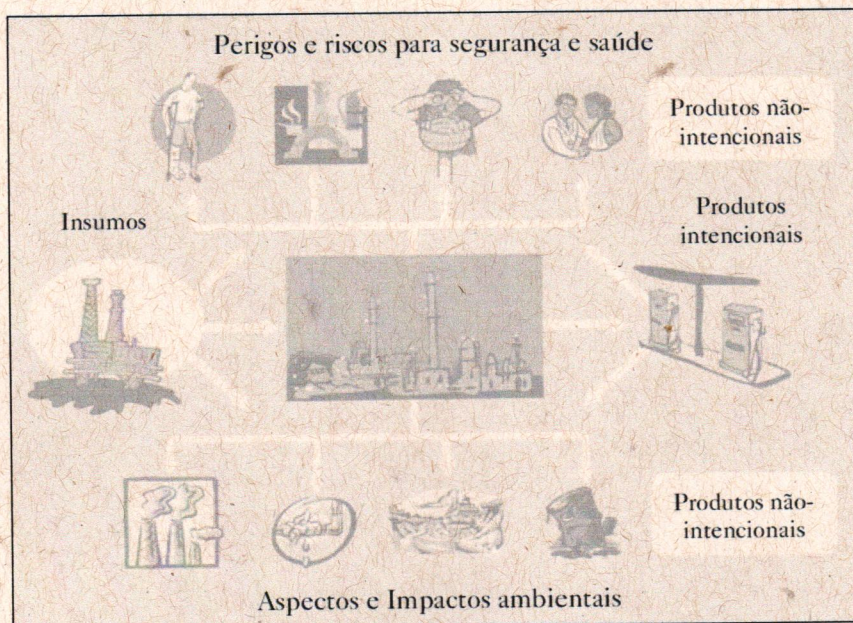 Perigos e riscos para segurança e saúde
Produtos não-
intencionais
Insumos
Produtos
intencionais
Produtos não-
intencionais
Aspectos e Impactos ambientais